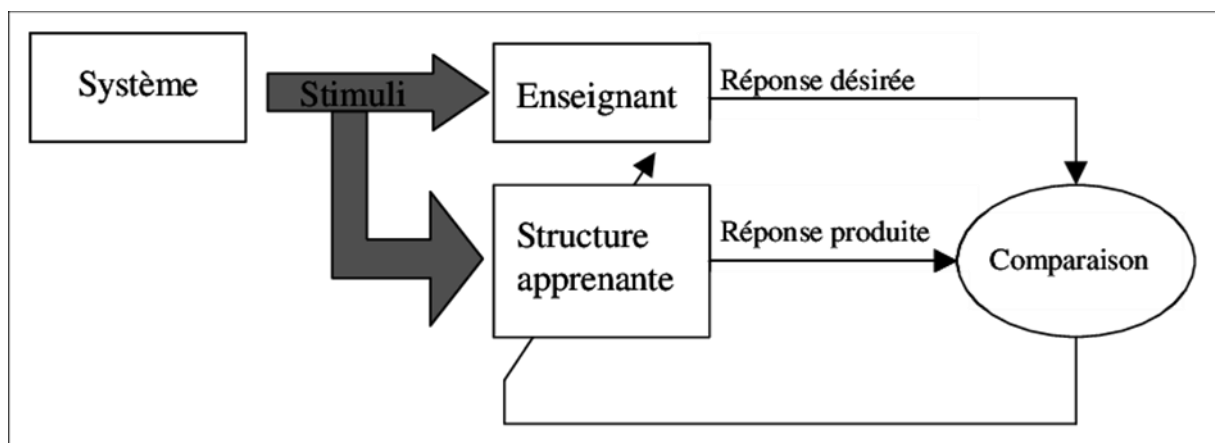 Système
Stimuli
Enseignant
Réponse désirée
Structure
apprenante
Réponse produite
Comparaison